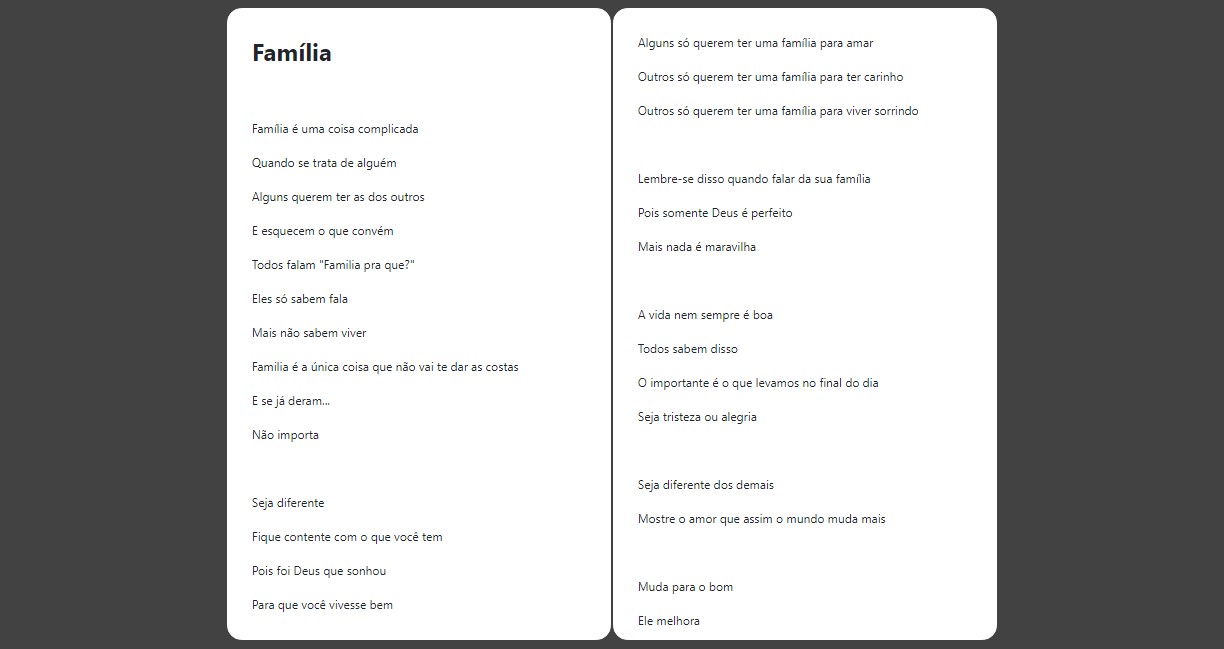 Família
Família é uma coisa complicada
Quando se trata de alguém
Alguns querem ter as dos outros
E esquecem o que convém
Todos falam "Familia pra que?"
Eles só sabem fala
Mais não sabem viver
Familia é a única coisa que não vai te dar as costas
E se já deram...
Não importa
Seja diferente
Fique contente com o que você tem
Pois foi Deus que sonhou
Para que você vivesse bem
Alguns só querem ter uma família para amar
Outros só querem ter uma família para ter carinho
Outros só querem ter uma família para viver sorrindo
Lembre-se disso quando falar da sua família
Pois somente Deus é perfeito
Mais nada é maravilha
A vida nem sempre é boa
Todos sabem disso
O importante é o que levamos no final do dia
Seja tristeza ou alegria
Seja diferente dos demais
Mostre o amor que assim o mundo muda mais
Muda para o bom
Ele melhora